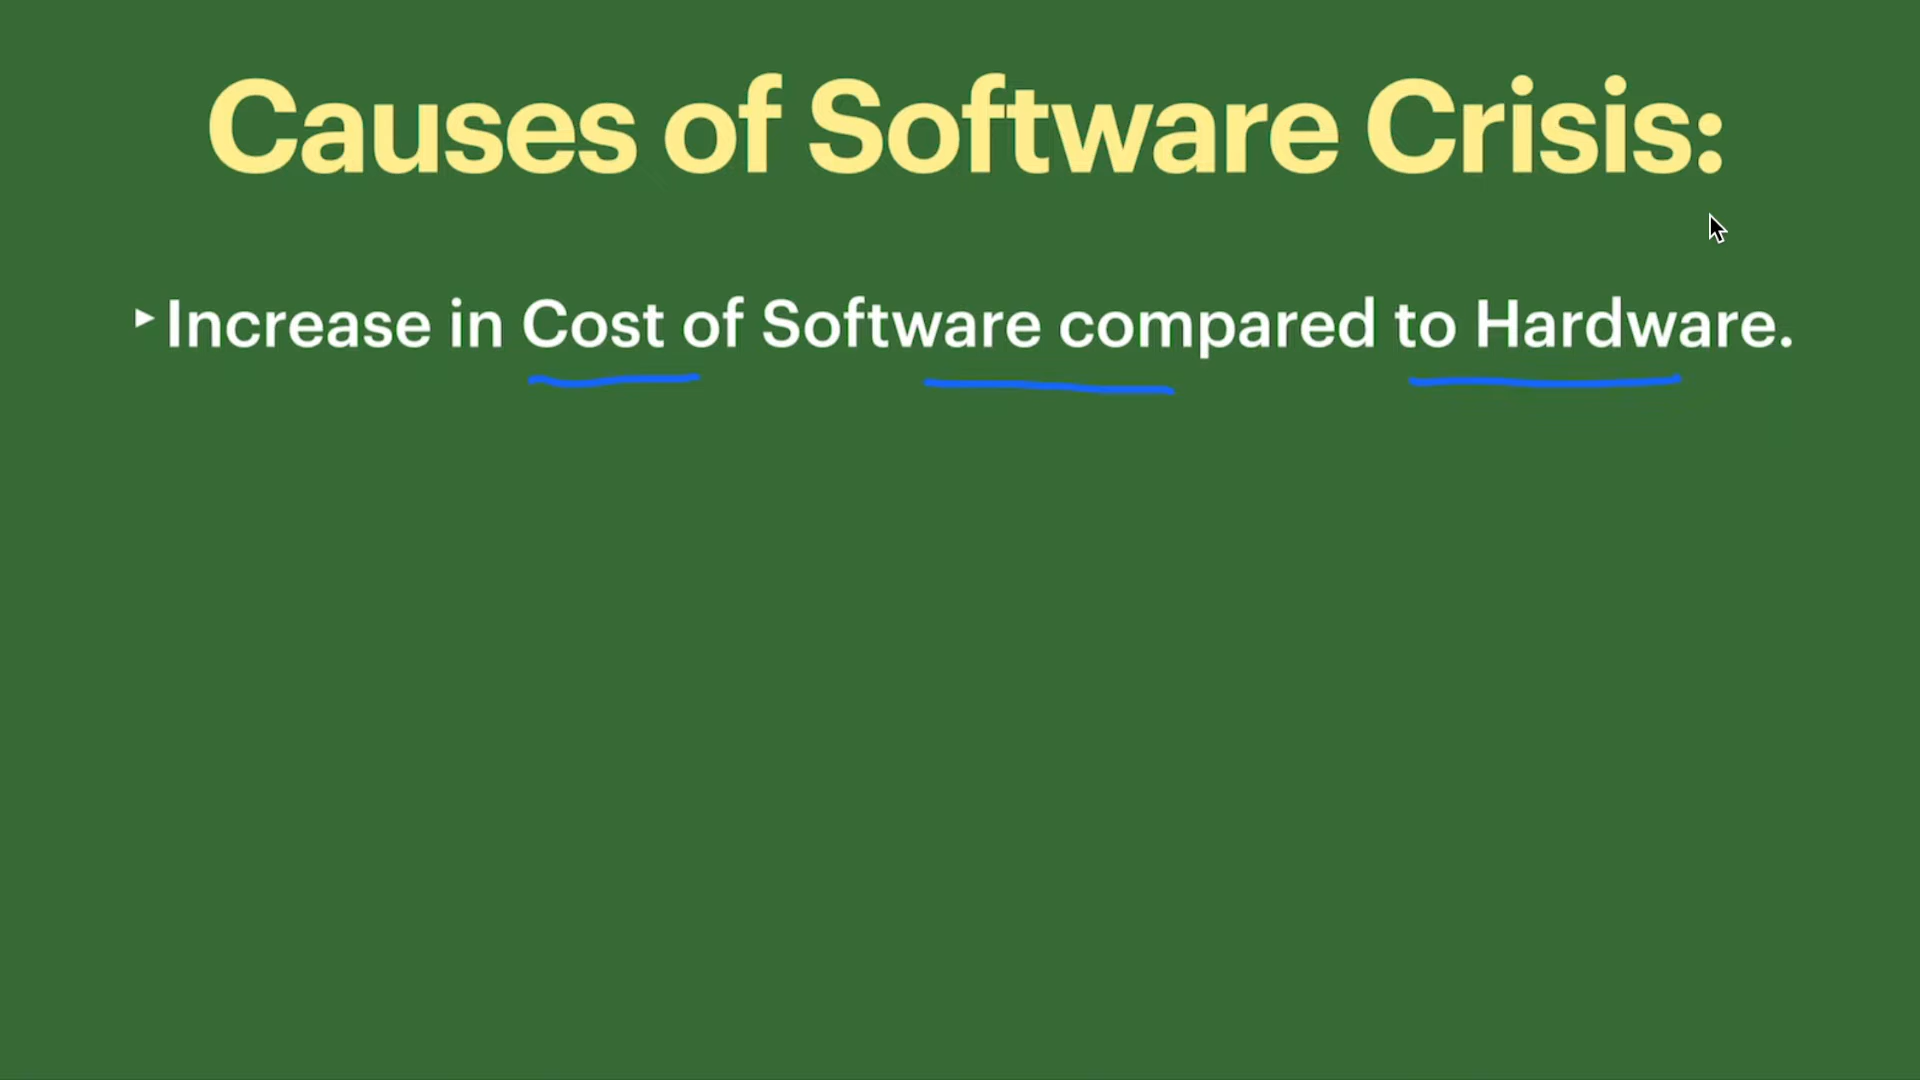 Causes of Software Crisis:
▸ Increase in Cost of Software compared to Hardware.